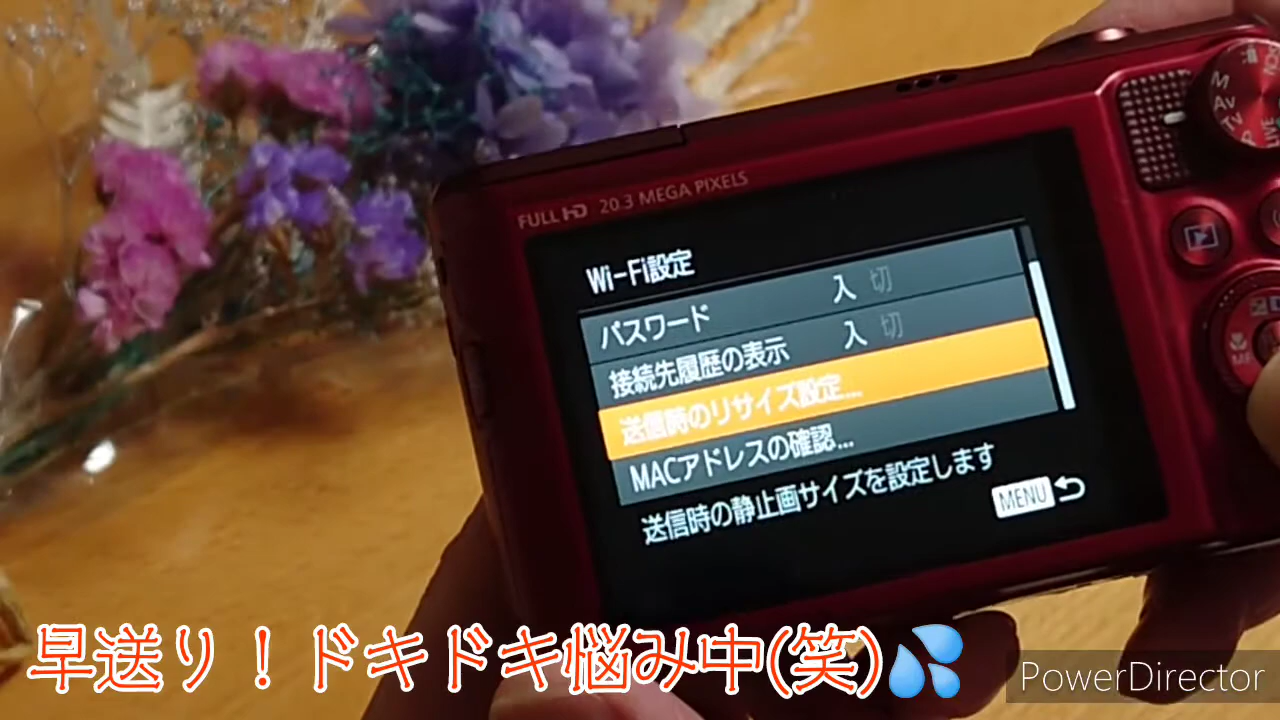 FULL HD 20.3 MEGA PIXELS
Wi-Fi設定
パスワード 入 切
接続先履歴の表示 入 切
送信時のリサイズ設定...
MACアドレスの確認...
送信時の静止画サイズを設定します
MENU
M
Av
Tv
P
LIVE
MF
早送り！ドキドキ悩み中(笑)💦
PowerDirector